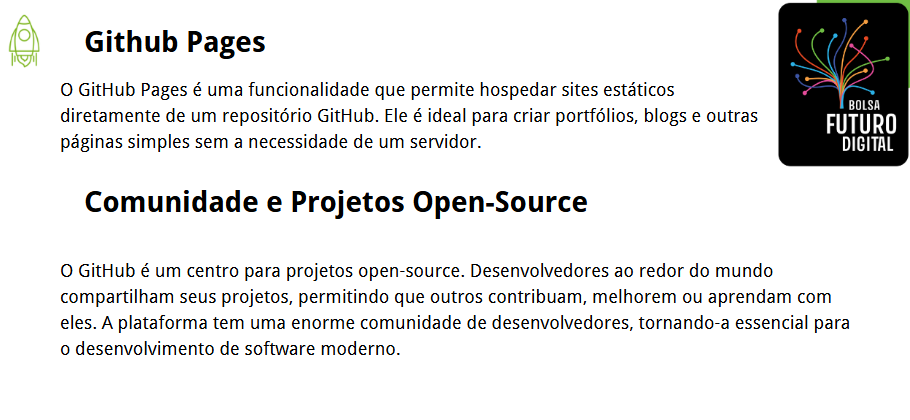 Github Pages
O GitHub Pages é uma funcionalidade que permite hospedar sites estáticos
diretamente de um repositório GitHub. Ele é ideal para criar portfólios, blogs e outras
páginas simples sem a necessidade de um servidor.
BOLSA
FUTURO
DIGITAL
Comunidade e Projetos Open-Source
O GitHub é um centro para projetos open-source. Desenvolvedores ao redor do mundo
compartilham seus projetos, permitindo que outros contribuam, melhorem ou aprendam com
eles. A plataforma tem uma enorme comunidade de desenvolvedores, tornando-a essencial para
o desenvolvimento de software moderno.